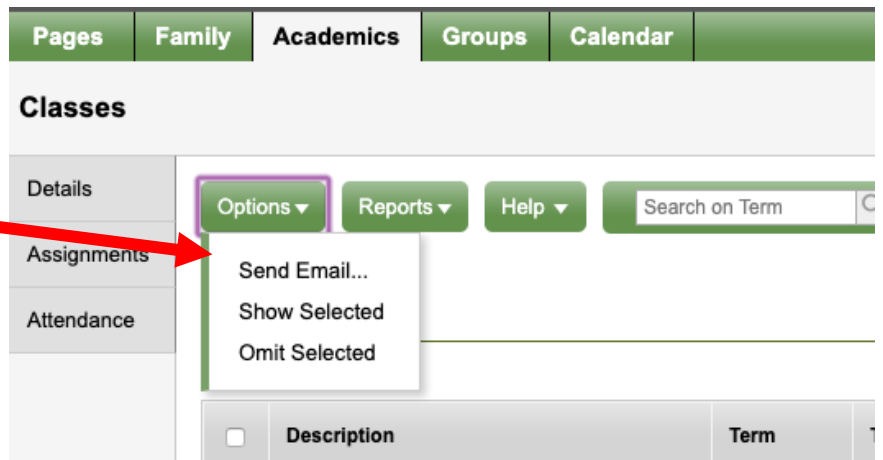 Pages Family Academics Groups Calendar
Classes
Details
Options Reports Help Search on Term
Assignments
Send Email...
Show Selected
Attendance
Omit Selected
Description Term T